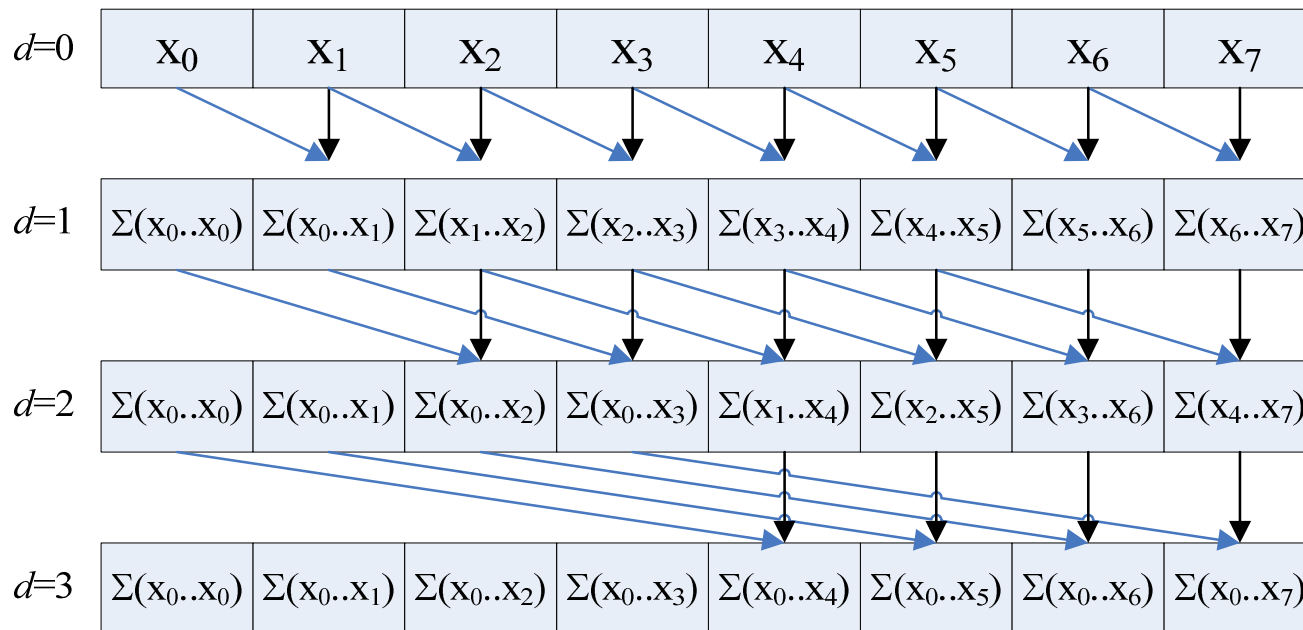 d=0 x₀ x₁ x₂ x₃ x₄ x₅ x₆ x₇
d=1 Σ(x₀..x₀) Σ(x₀..x₁) Σ(x₁..x₂) Σ(x₂..x₃) Σ(x₃..x₄) Σ(x₄..x₅) Σ(x₅..x₆) Σ(x₆..x₇)
d=2 Σ(x₀..x₀) Σ(x₀..x₁) Σ(x₀..x₂) Σ(x₀..x₃) Σ(x₁..x₄) Σ(x₂..x₅) Σ(x₃..x₆) Σ(x₄..x₇)
d=3 Σ(x₀..x₀) Σ(x₀..x₁) Σ(x₀..x₂) Σ(x₀..x₃) Σ(x₀..x₄) Σ(x₀..x₅) Σ(x₀..x₆) Σ(x₀..x₇)